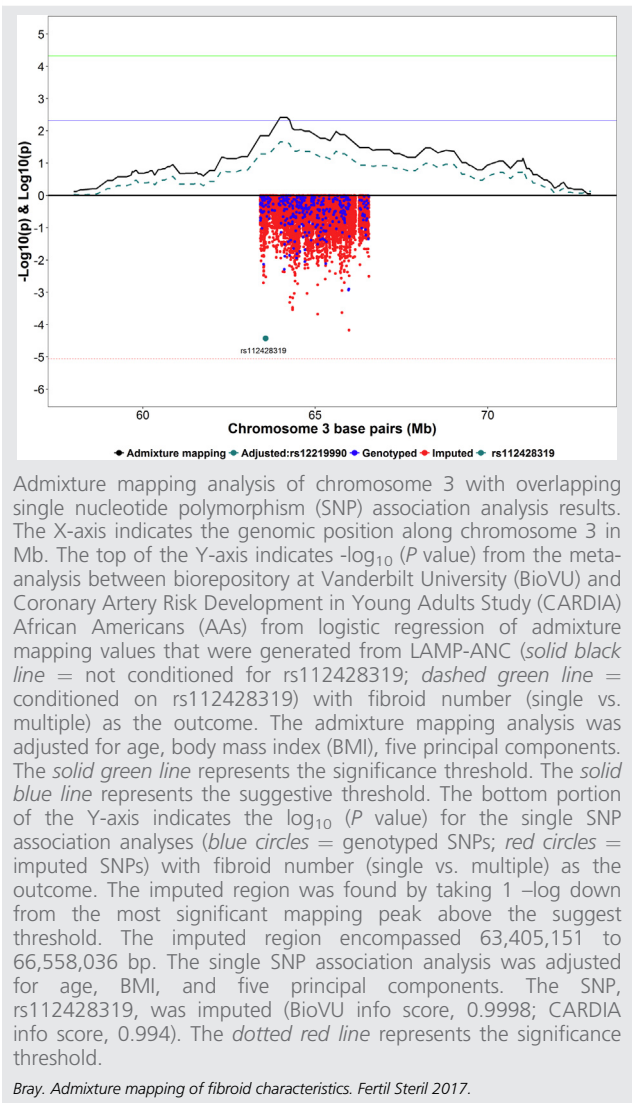 5
4
3
2
1
0
-1
-2
-3
-4
-5
-6
-Log10(p) & Log10(p)
rs112428319
60 65 70
Chromosome 3 base pairs (Mb)
Admixture mapping Adjusted:rs12219990 Genotyped Imputed rs112428319
Admixture mapping analysis of chromosome 3 with overlapping
single nucleotide polymorphism (SNP) association analysis results.
The X-axis indicates the genomic position along chromosome 3 in
Mb. The top of the Y-axis indicates -log10 (P value) from the meta-
analysis between biorepository at Vanderbilt University (BioVU) and
Coronary Artery Risk Development in Young Adults Study (CARDIA)
African Americans (AAs) from logistic regression of admixture
mapping values that were generated from LAMP-ANC (solid black
line = not conditioned for rs112428319; dashed green line =
conditioned on rs112428319) with fibroid number (single vs.
multiple) as the outcome. The admixture mapping analysis was
adjusted for age, body mass index (BMI), five principal components.
The solid green line represents the significance threshold. The solid
blue line represents the suggestive threshold. The bottom portion
of the Y-axis indicates the log10 (P value) for the single SNP
association analyses (blue circles = genotyped SNPs; red circles =
imputed SNPs) with fibroid number (single vs. multiple) as the
outcome. The imputed region was found by taking 1 –log down
from the most significant mapping peak above the suggest
threshold. The imputed region encompassed 63,405,151 to
66,558,036 bp. The single SNP association analysis was adjusted
for age, BMI, and five principal components. The SNP,
rs112428319, was imputed (BioVU info score, 0.9998; CARDIA
info score, 0.994). The dotted red line represents the significance
threshold.
Bray. Admixture mapping of fibroid characteristics. Fertil Steril 2017.